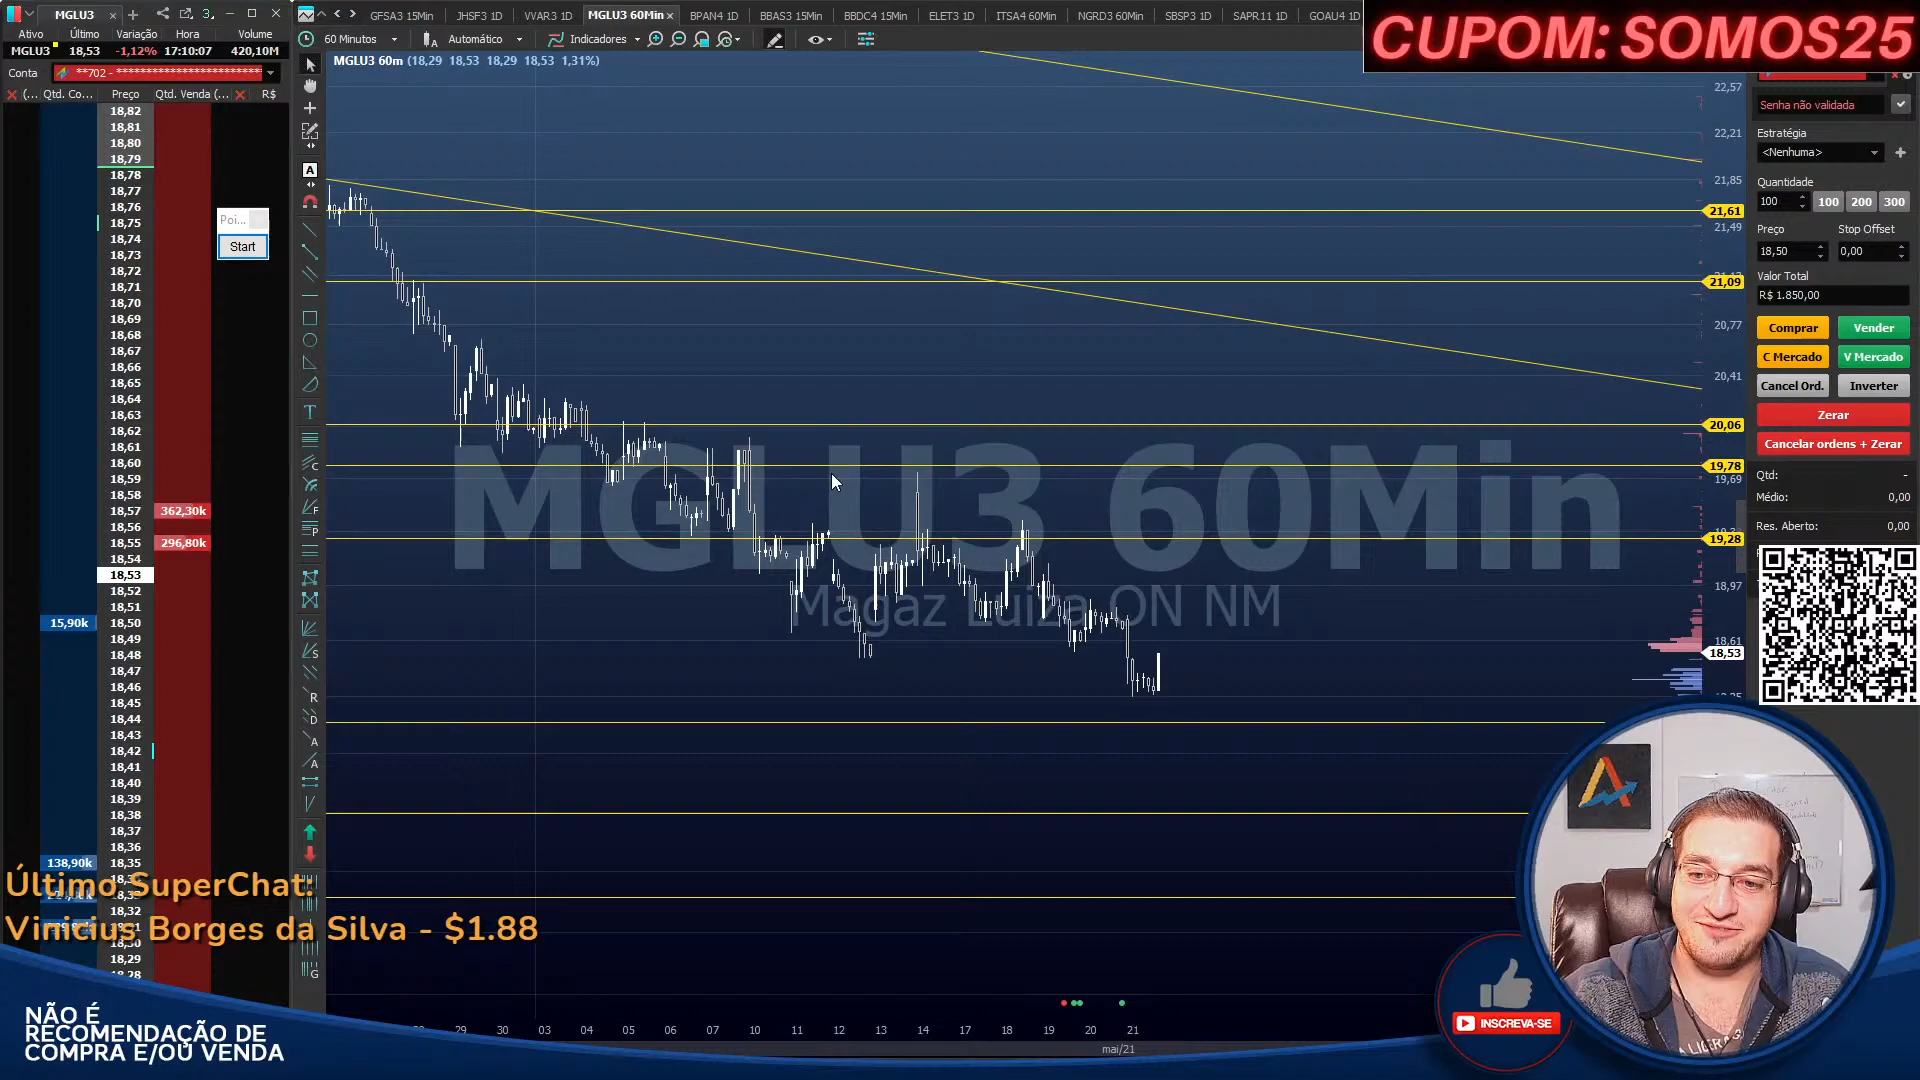 MGLU3
Ativo Último Variação Hora Volume
MGLU3 18,53 -1,12% 17:10:07 420,10M
Conta **702 - ****************************
(... Qtd. Co... Preço Qtd. Venda (... R$
18,82
18,81
18,80
18,79
18,78
18,77
18,76
18,75
18,74
18,73
18,72
18,71
18,70
18,69
18,68
18,67
18,66
18,65
18,64
18,63
18,62
18,61
18,60
18,59
18,58
18,57 362,30k
18,56
18,55 296,80k
18,54
18,53
18,52
18,51
15,90k 18,50
18,49
18,48
18,47
18,46
18,45
18,44
18,43
18,42
18,41
18,40
18,39
18,38
18,37
18,36
138,90k 18,35
18,32
18,29
18,28
Poi...
Start
Último SuperChat:
Vinicius Borges da Silva - $1.88
NÃO É
RECOMENDAÇÃO DE
COMPRA E/OU VENDA
GFSA3 15Min JHSF3 1D VVAR3 1D MGLU3 60Min BPAN4 1D BBAS3 15Min BBDC4 15Min ELET3 1D ITSA4 60Min NGRD3 60Min SBSP3 1D SAPR11 1D GOAU4 1D
60 Minutos Automático Indicadores
MGLU3 60m (18,29 18,53 18,29 18,53 1,31%)
MGLU3 60Min
Magaz Luiza ON NM
22,57
22,21
21,85
21,61
21,49
21,09
20,77
20,41
20,06
19,78
19,69
19,28
18,97
18,61
18,53
29 30 03 04 05 06 07 10 11 12 13 14 17 18 19 20 21
mai/21
CUPOM: SOMOS25
Senha não validada
Estratégia
<Nenhuma>
Quantidade
100 100 200 300
Preço Stop Offset
18,50 0,00
Valor Total
R$ 1.850,00
Comprar Vender
C Mercado V Mercado
Cancel Ord. Inverter
Zerar
Cancelar ordens + Zerar
Qtd: -
Médio: 0,00
Res. Aberto: 0,00
INSCREVA-SE